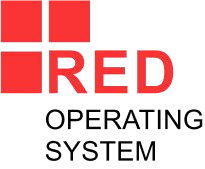 RED
OPERATING
SYSTEM